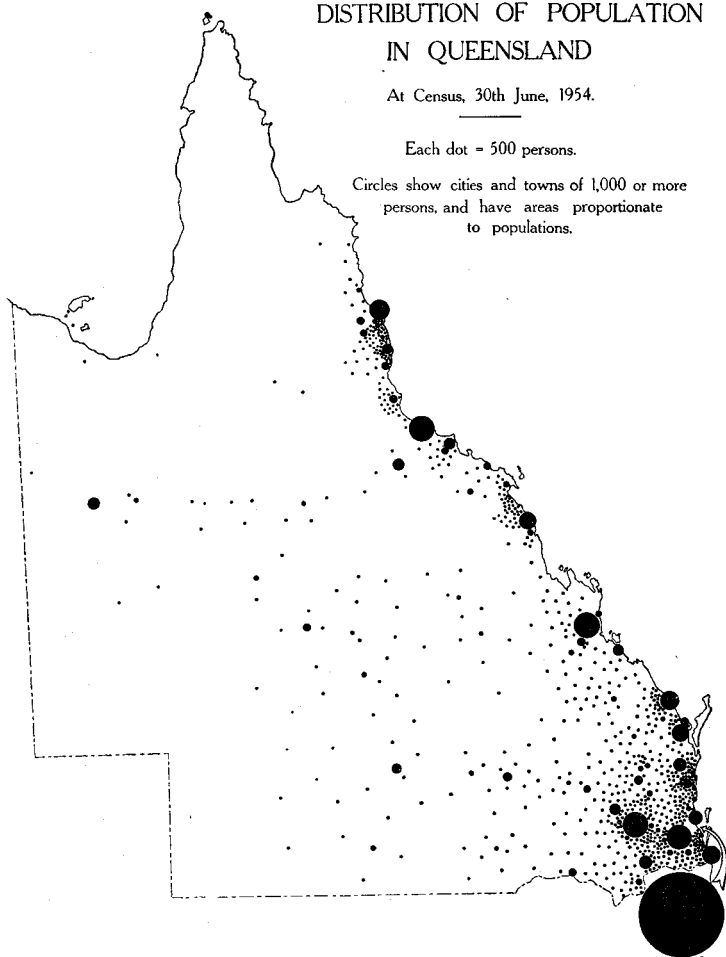 DISTRIBUTION OF POPULATION
IN QUEENSLAND
At Census, 30th June, 1954.
Each dot = 500 persons.
Circles show cities and towns of 1,000 or more
persons, and have areas proportionate
to populations.